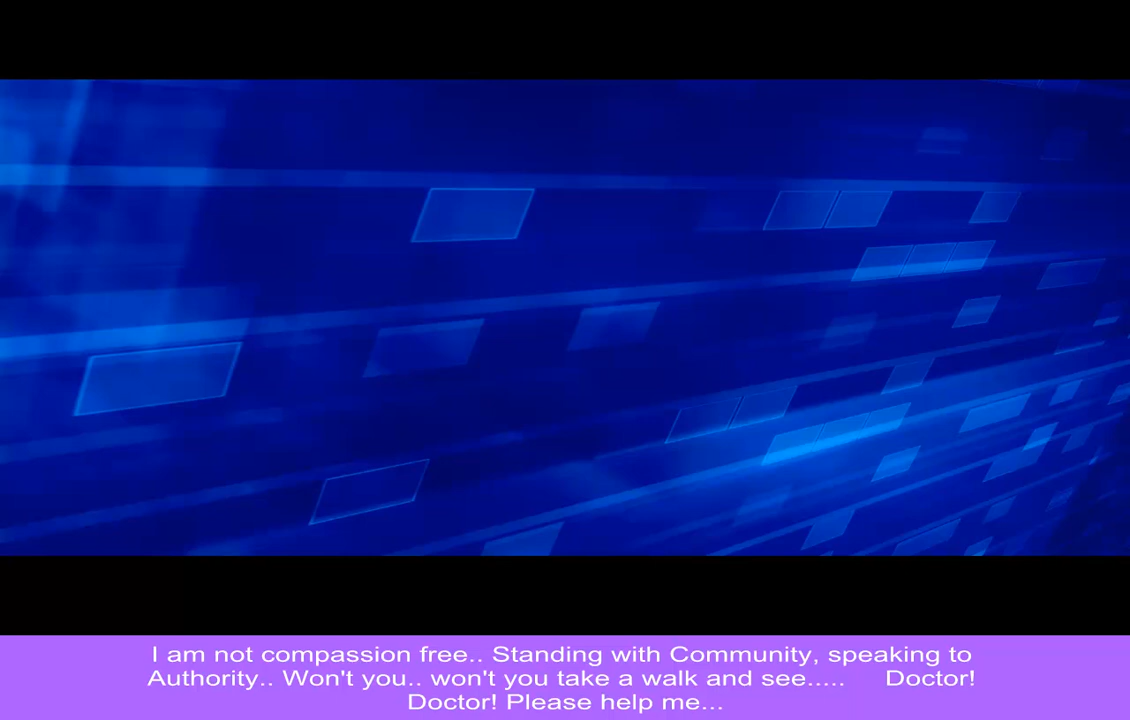 I am not compassion free.. Standing with Community, speaking to
Authority.. Won't you.. won't you take a walk and see.....     Doctor!
Doctor! Please help me...